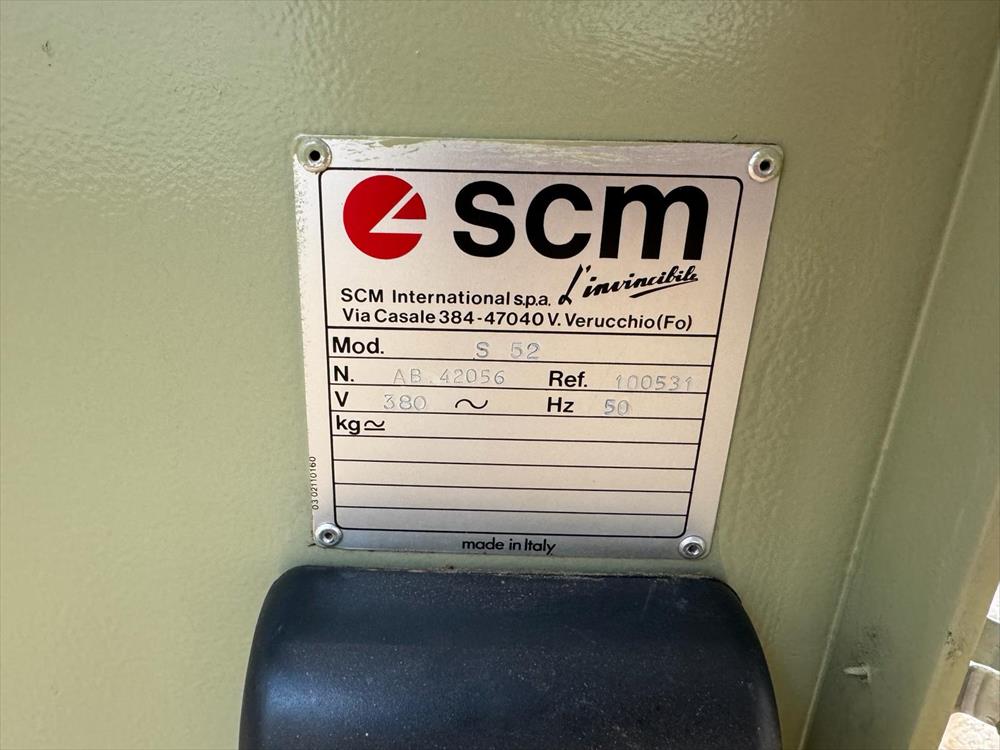 scm
L'invincibile
SCM International s.p.a.
Via Casale 384-47040 V. Verucchio (Fo)
Mod. S 52
N. AB.42056 Ref. 100531
V 380 ~ Hz 50
kg≃
03 02110160
made in Italy